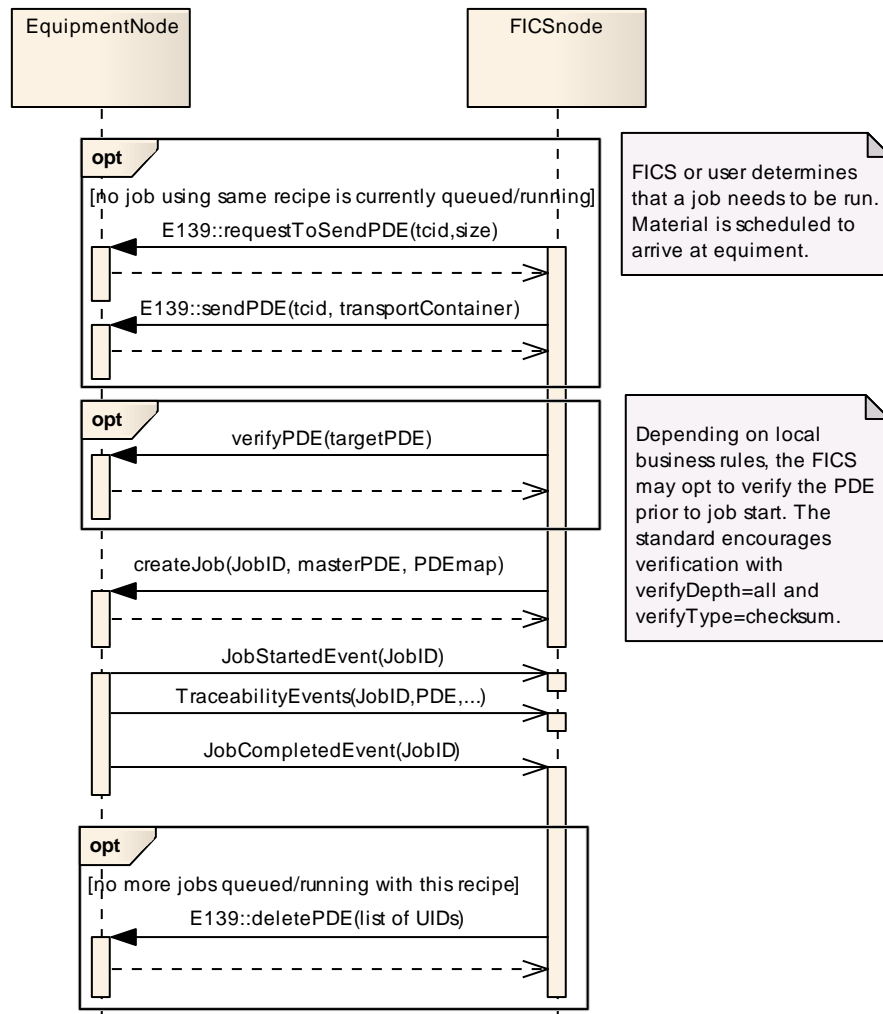 EquipmentNode
FICSnode
opt
[no job using same recipe is currently queued/running]
E139::requestToSendPDE(tcid,size)
E139::sendPDE(tcid, transportContainer)
FICS or user determines
that a job needs to be run.
Material is scheduled to
arrive at equiment.
opt
verifyPDE(targetPDE)
Depending on local
business rules, the FICS
may opt to verify the PDE
prior to job start. The
standard encourages
verification with
verifyDepth=all and
verifyType=checksum.
createJob(JobID, masterPDE, PDEmap)
JobStartedEvent(JobID)
TraceabilityEvents(JobID,PDE,...)
JobCompletedEvent(JobID)
opt
[no more jobs queued/running with this recipe]
E139::deletePDE(list of UIDs)